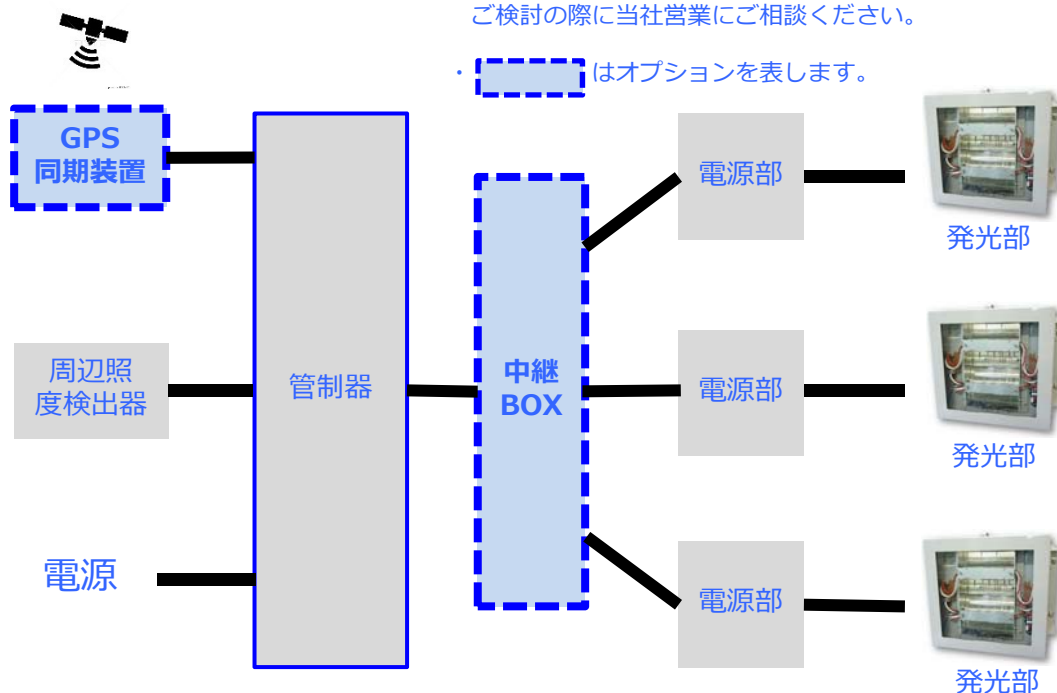 ご検討の際に当社営業にご相談ください。
・
はオプションを表します。
GPS
同期装置
電源部
発光部
周辺照
度検出器
管制器
中継
BOX
電源部
発光部
電源
電源部
発光部